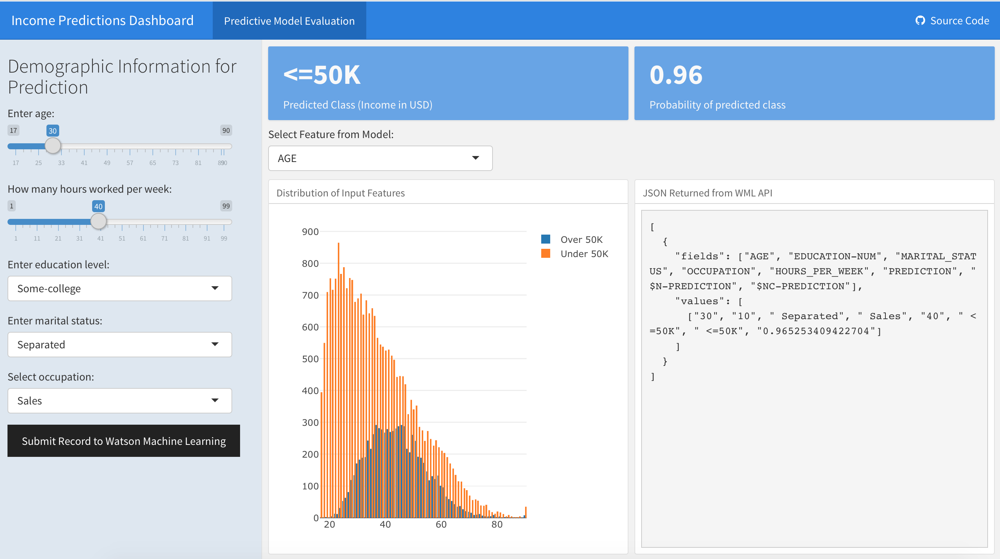 Income Predictions Dashboard
Predictive Model Evaluation
Source Code
Demographic Information for
Prediction
Enter age:
17 30 90
17 25 33 41 49 57 65 73 81 89 90
How many hours worked per week:
1 40 99
1 11 21 31 41 51 61 71 81 91 99
Enter education level:
Some-college
Enter marital status:
Separated
Select occupation:
Sales
Submit Record to Watson Machine Learning
<=50K
Predicted Class (Income in USD)
0.96
Probability of predicted class
Select Feature from Model:
AGE
Distribution of Input Features
900
800
700
600
500
400
300
200
100
0
20 40 60 80
Over 50K
Under 50K
JSON Returned from WML API
[
{
"fields": ["AGE", "EDUCATION-NUM", "MARITAL_STAT
US", "OCCUPATION", "HOURS_PER_WEEK", "PREDICTION", "
$N-PREDICTION", "$NC-PREDICTION"],
"values": [
["30", "10", " Separated", " Sales", "40", " <
=50K", " <=50K", "0.965253409422704"]
]
}
]